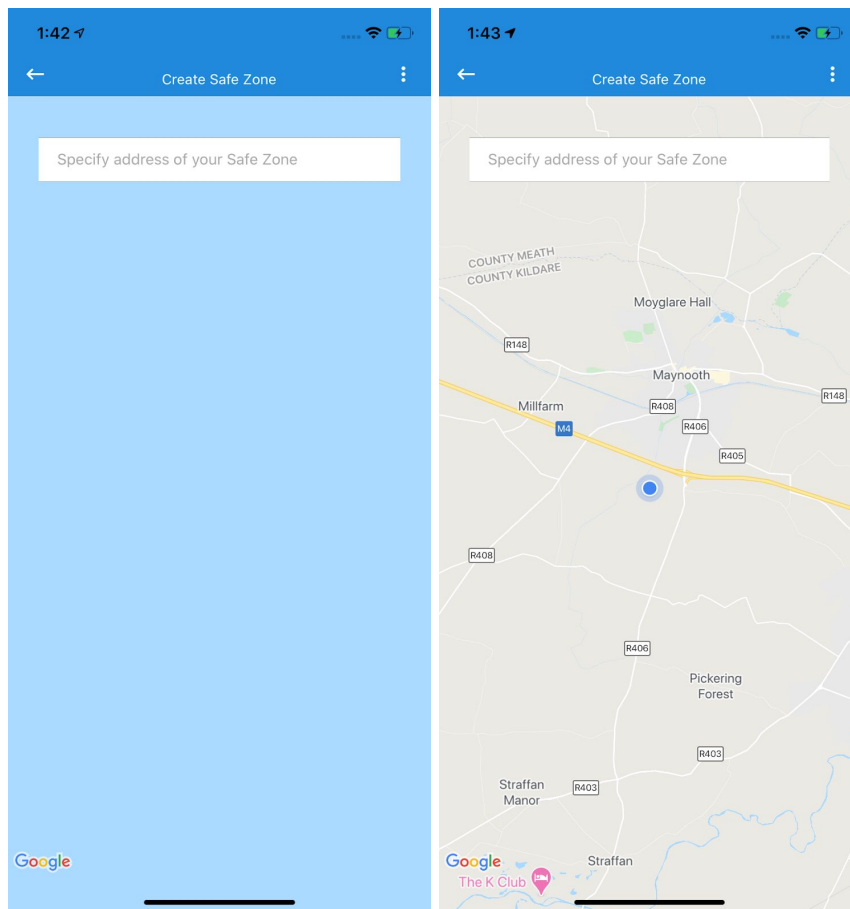 1:42
Create Safe Zone
Specify address of your Safe Zone
Google
1:43
Create Safe Zone
Specify address of your Safe Zone
COUNTY MEATH
COUNTY KILDARE
Moyglare Hall
R148
Maynooth
R148
Millfarm
R408
M4
R406
R405
R408
R406
Pickering
Forest
R403
Straffan
Manor
R403
Google
Straffan
The K Club